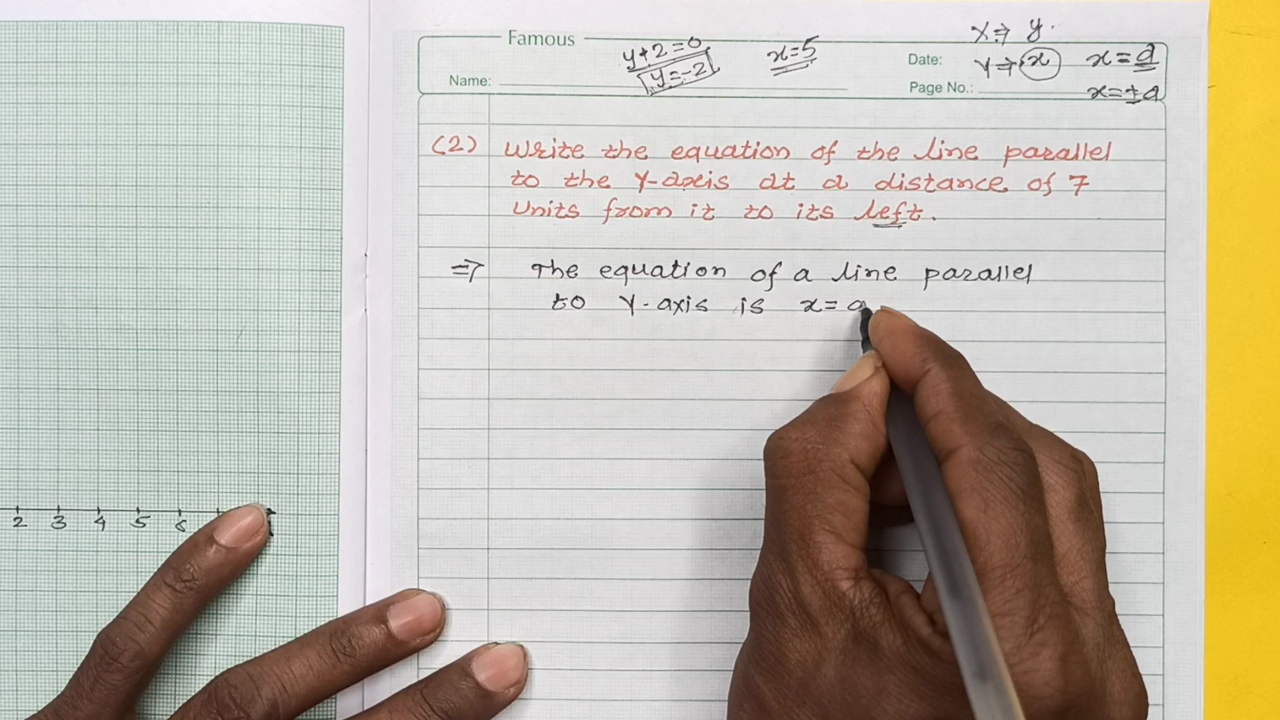 Famous
y+2=0
y=-2
x=5
X⇒ y.
Date:
Y⇒ x
x=a
Name:
Page No.:
x=±a
(2) Write the equation of the line parallel
to the Y-axis at a distance of 7
Units from it to its left.
⇒ The equation of a line parallel
to Y-axis is x=a
2 3 4 5 6